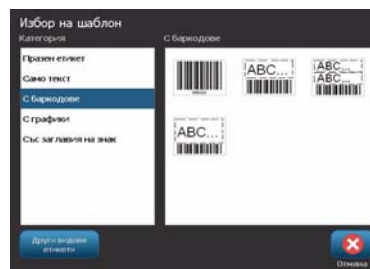 Избор на шаблон
Категория
С баркодове
Празен етикет
Само текст
С баркодове
С графики
Със заглавия на знак
ABC...
ABC...
ABC...
ABC...
Други видове
етикети
Отмяна